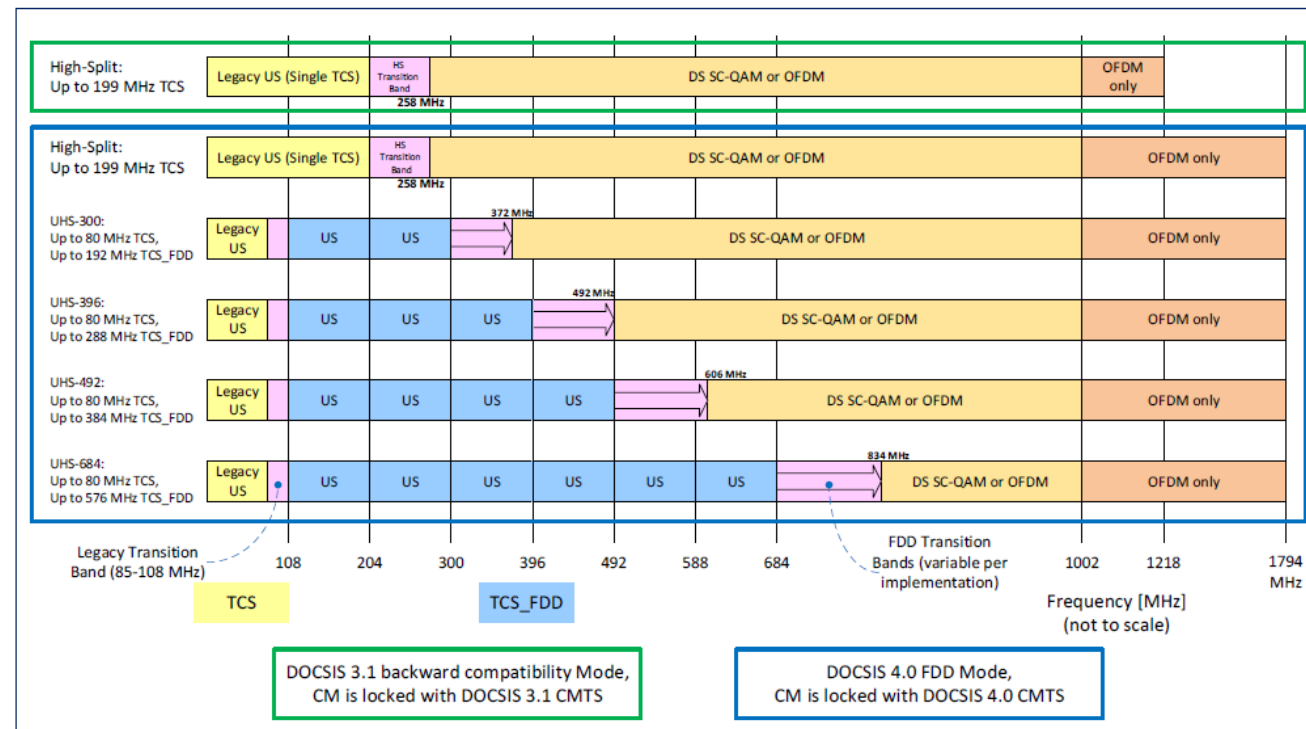 High-Split:
Up to 199 MHz TCS
Legacy US (Single TCS)
HS
Transition
Band
258 MHz
DS SC-QAM or OFDM
OFDM
only
High-Split:
Up to 199 MHz TCS
Legacy US (Single TCS)
HS
Transition
Band
258 MHz
DS SC-QAM or OFDM
OFDM only
UHS-300:
Up to 80 MHz TCS,
Up to 192 MHz TCS_FDD
Legacy
US
US
US
372 MHz
DS SC-QAM or OFDM
OFDM only
UHS-396:
Up to 80 MHz TCS,
Up to 288 MHz TCS_FDD
Legacy
US
US
US
US
492 MHz
DS SC-QAM or OFDM
OFDM only
UHS-492:
Up to 80 MHz TCS,
Up to 384 MHz TCS_FDD
Legacy
US
US
US
US
US
606 MHz
DS SC-QAM or OFDM
OFDM only
UHS-684:
Up to 80 MHz TCS,
Up to 576 MHz TCS_FDD
Legacy
US
US
US
US
US
US
US
834 MHz
DS SC-QAM or OFDM
OFDM only
Legacy Transition
Band (85-108 MHz)
108
204
300
396
492
588
684
FDD Transition
Bands (variable per
implementation)
1002
1218
1794
MHz
TCS
TCS_FDD
Frequency [MHz]
(not to scale)
DOCSIS 3.1 backward compatibility Mode,
CM is locked with DOCSIS 3.1 CMTS
DOCSIS 4.0 FDD Mode,
CM is locked with DOCSIS 4.0 CMTS